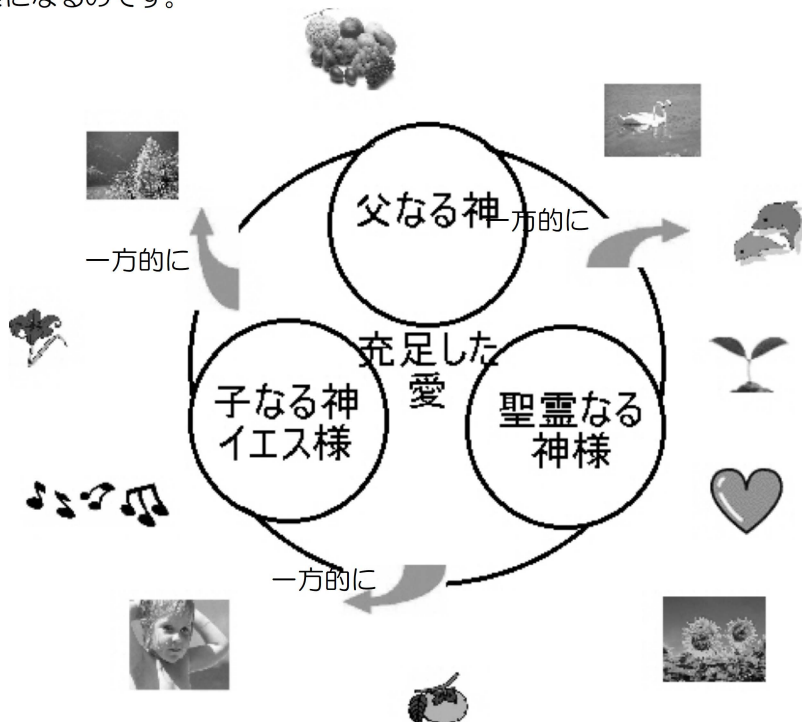 になるのです。
父なる神
一方的に
一方的に
充足した
愛
子なる神
イエス様
聖霊なる
神様
一方的に